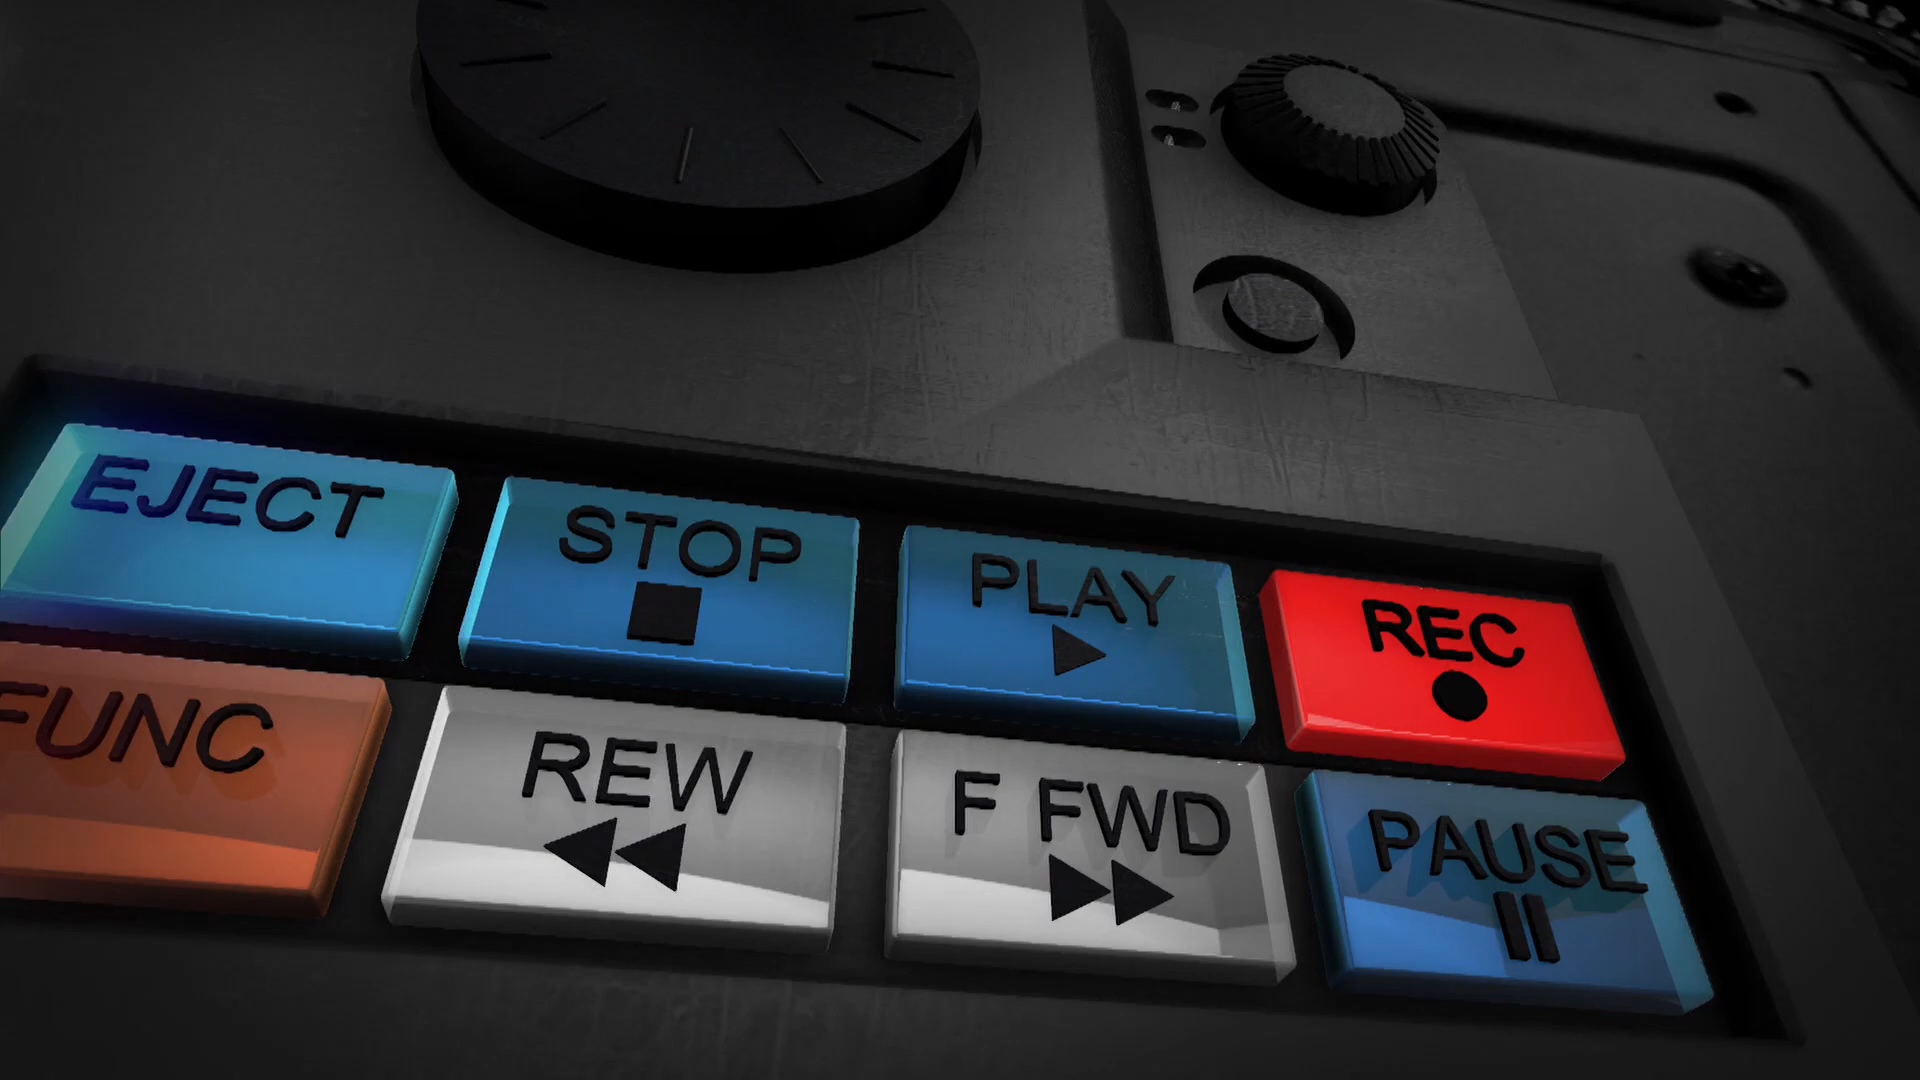 EJECT
STOP
PLAY
REC
FUNC
REW
F FWD
PAUSE